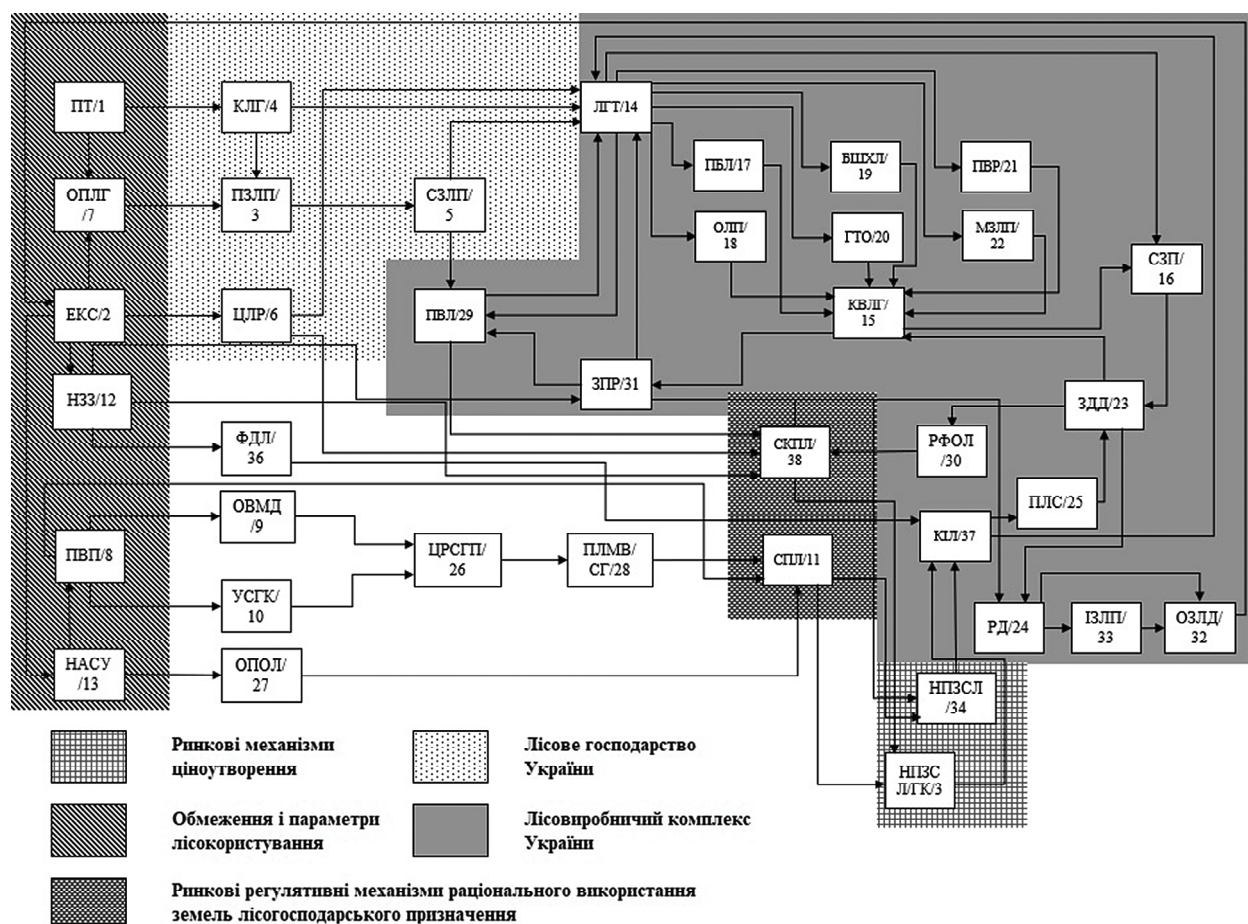 ПТ/1
КЛГ/4
ЛГТ/14
ПБЛ/17
ВШХЛ/
19
ПВР/21
ОПЛГ
/7
ПЗЛП/
3
СЗЛП/
5
ОЛП/
18
ГТО/20
МЗЛП/
22
СЗП/
16
ЕКС/2
ЦЛР/6
ПВЛ/29
КВЛГ/
15
ЗПР/31
НЗЗ/12
ЗДД/23
ФДЛ/
36
СКПЛ/
38
РФОЛ
/30
ПЛС/25
ОВМД
/9
ПВП/8
ЦРСГП/
26
ПЛМВ/
СГ/28
СПЛ/11
КІЛ/37
УСГК/
10
РД/24
ІЗЛП/
33
ОЗЛД/
32
НАСУ
/13
ОПОЛ/
27
НПЗСЛ
/34
НПЗС
Л/ГК/3
Ринкові механізми
ціноутворення
Лісове господарство
України
Обмеження і параметри
лісокористування
Лісовиробничий комплекс
України
Ринкові регулятивні механізми раціонального використання
земель лісогосподарського призначення